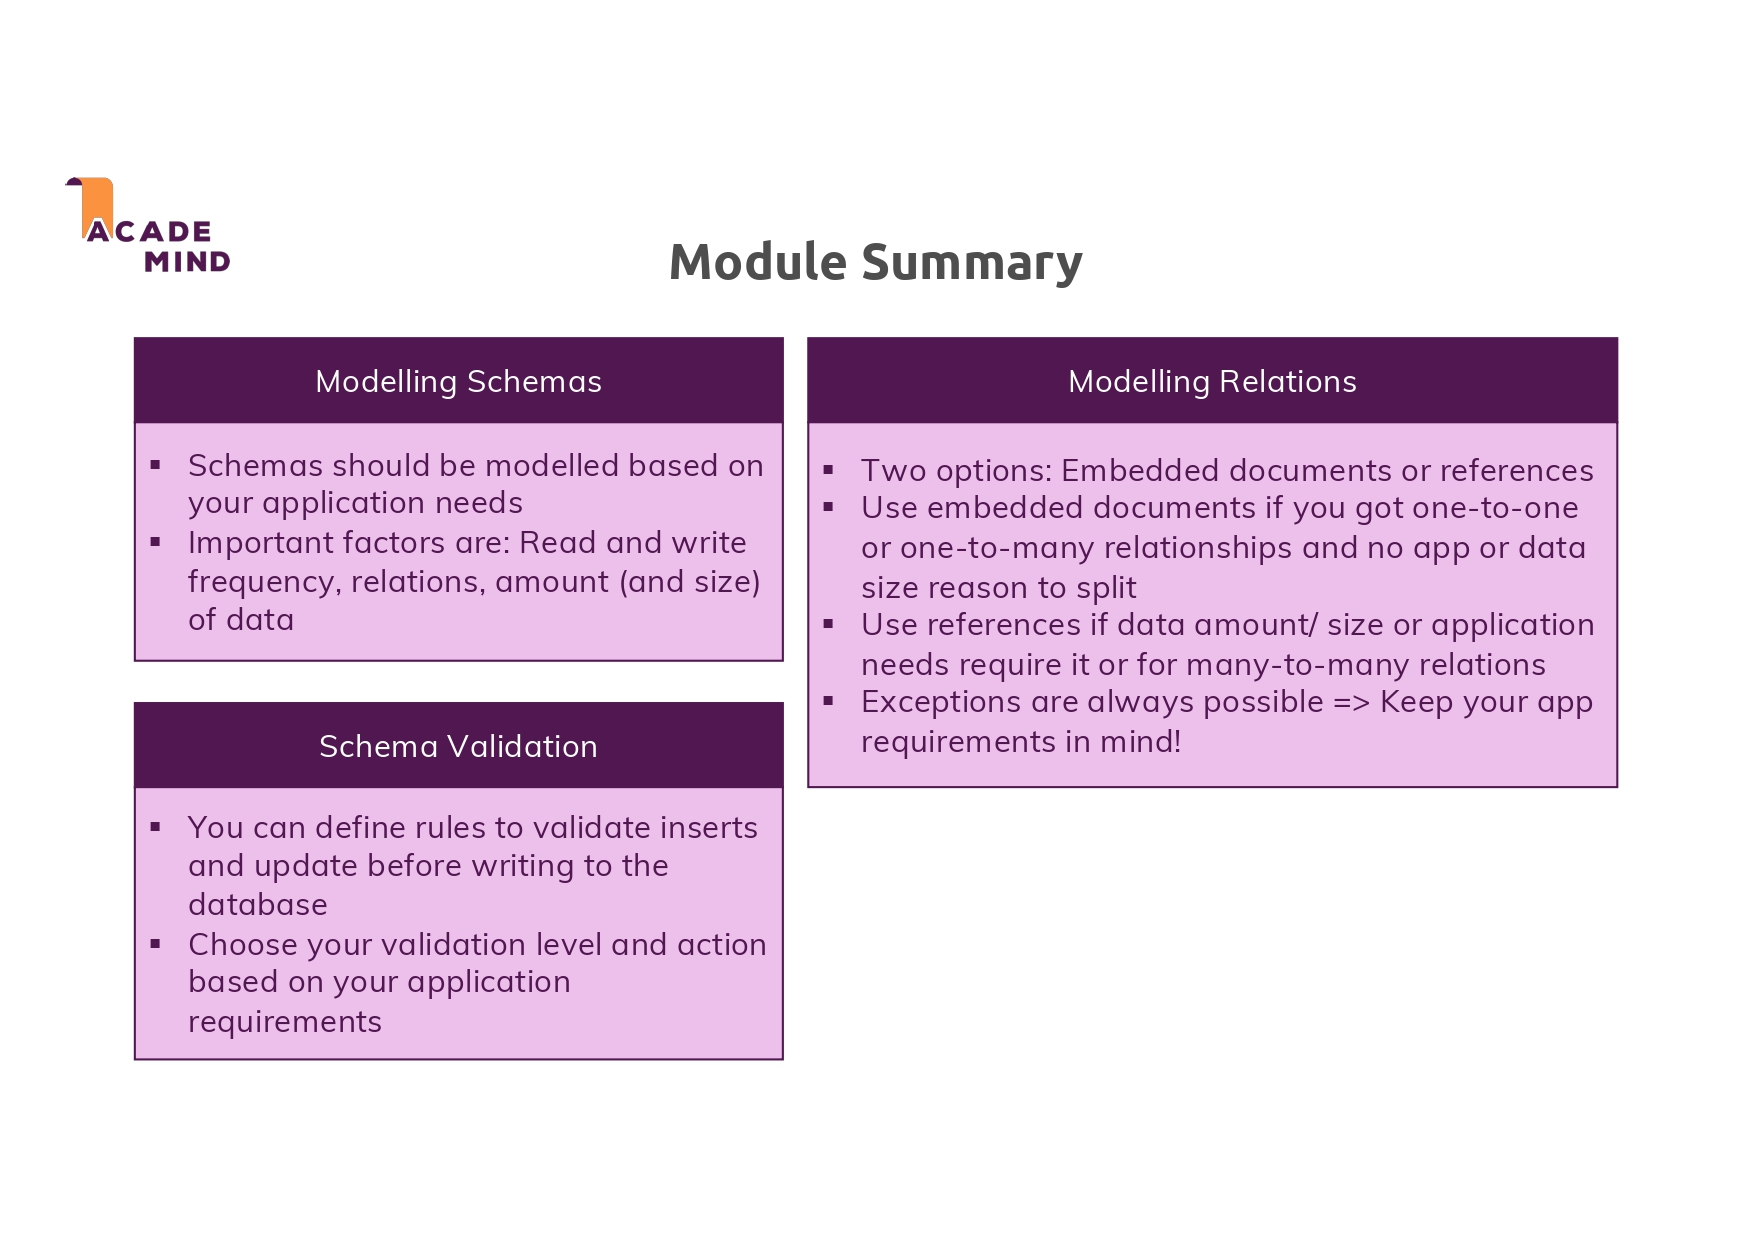 ACADE
MIND
Module Summary
Modelling Schemas
▪ Schemas should be modelled based on
your application needs
▪ Important factors are: Read and write
frequency, relations, amount (and size)
of data
Schema Validation
▪ You can define rules to validate inserts
and update before writing to the
database
▪ Choose your validation level and action
based on your application
requirements
Modelling Relations
▪ Two options: Embedded documents or references
▪ Use embedded documents if you got one-to-one
or one-to-many relationships and no app or data
size reason to split
▪ Use references if data amount/ size or application
needs require it or for many-to-many relations
▪ Exceptions are always possible => Keep your app
requirements in mind!